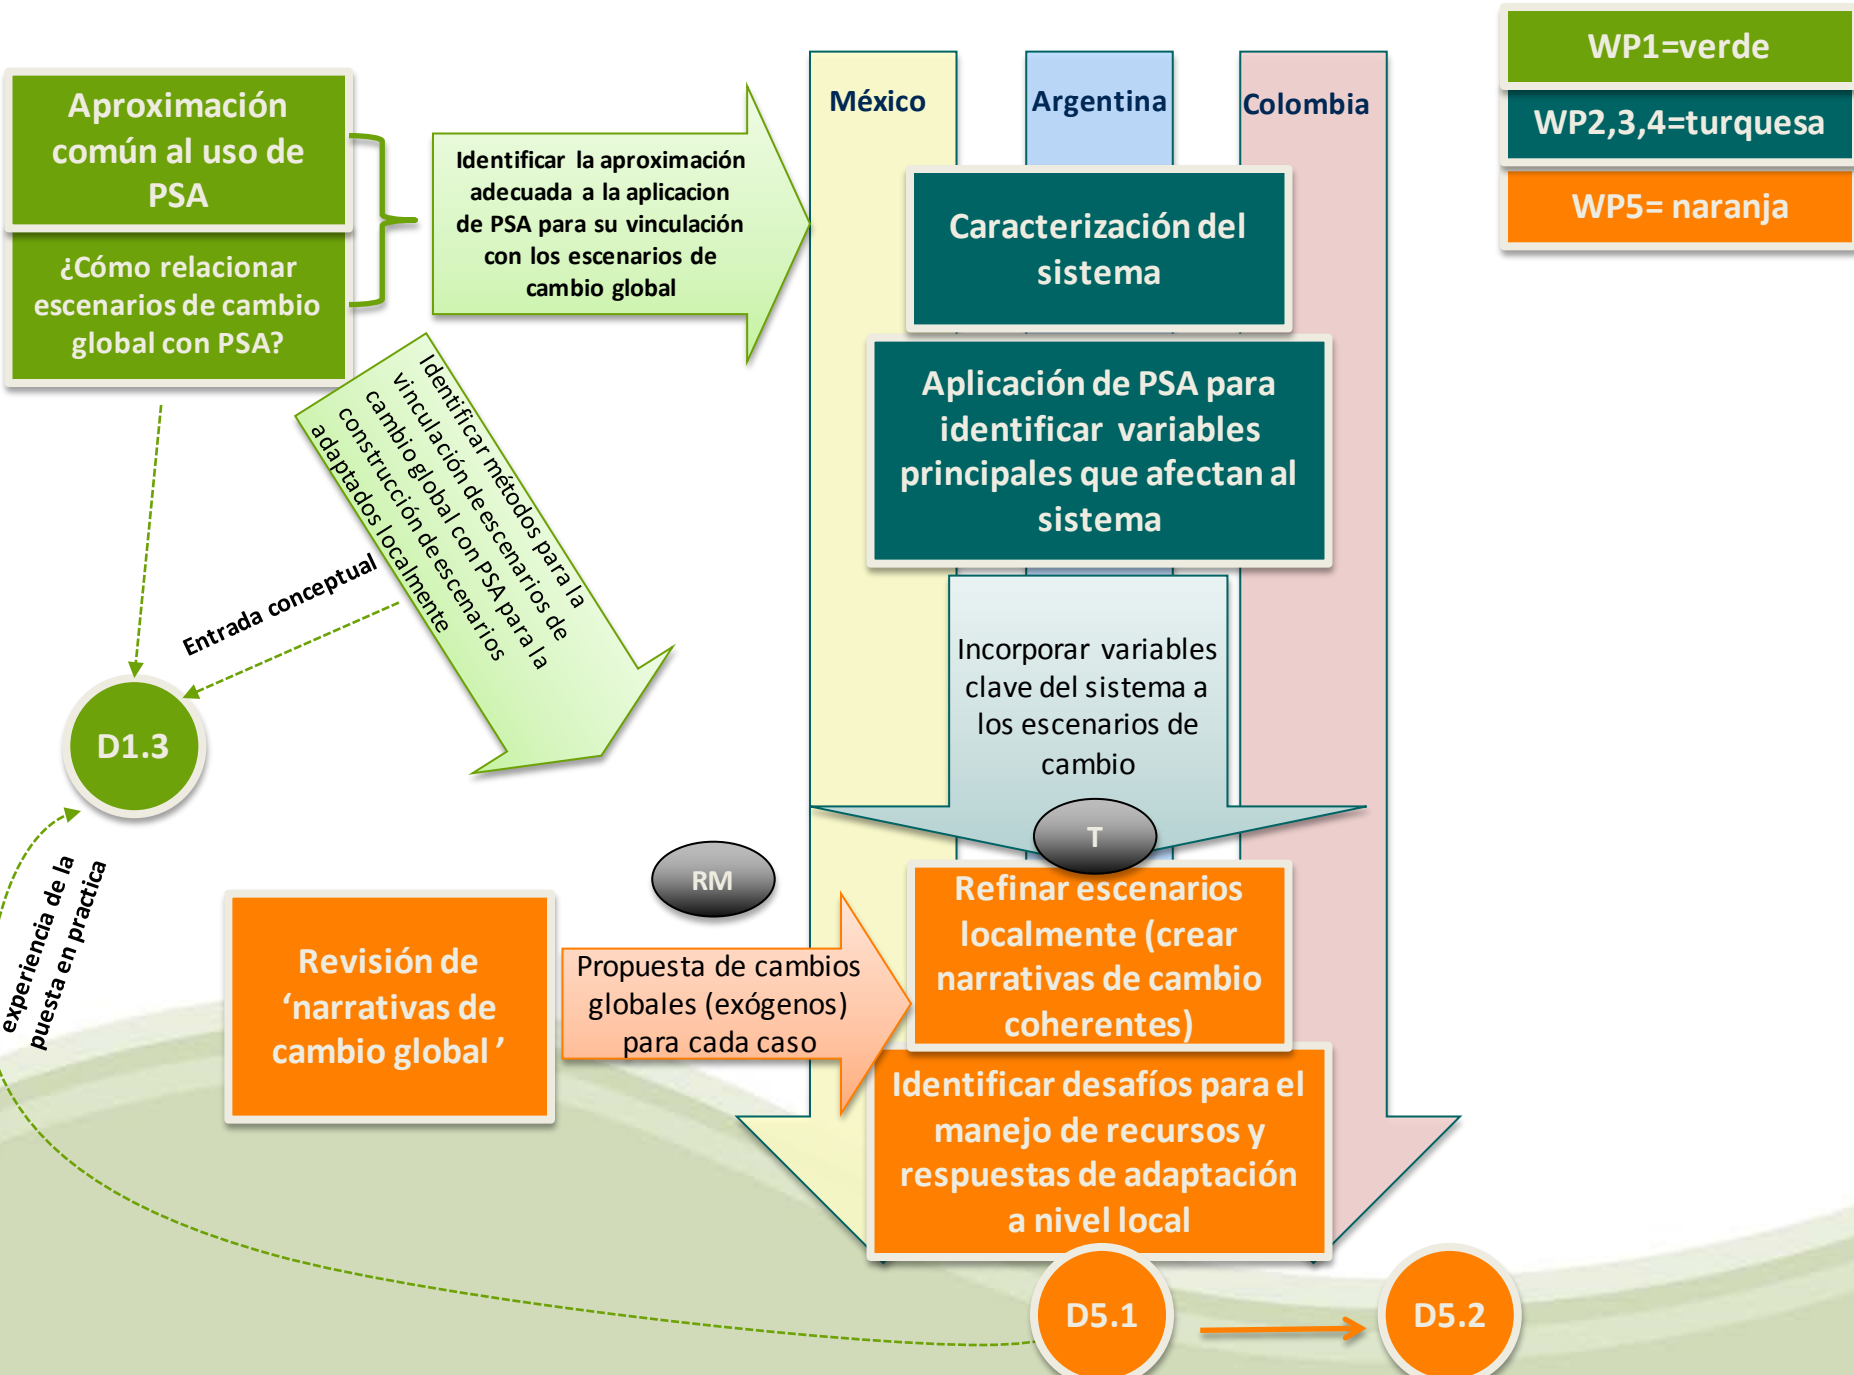 Aproximación
común al uso de
PSA
¿Cómo relacionar
escenarios de cambio
global con PSA?
Identificar la aproximación
adecuada a la aplicacion
de PSA para su vinculación
con los escenarios de
cambio global
México
Argentina
Colombia
WP1=verde
WP2,3,4=turquesa
WP5= naranja
Caracterización del
sistema
Aplicación de PSA para
identificar variables
principales que afectan al
sistema
Identificar métodos para la
vinculación de escenarios de
cambio global con PSA para la
construcción de escenarios
adaptados localmente
Entrada conceptual
D1.3
Incorporar variables
clave del sistema a
los escenarios de
cambio
T
RM
experiencia de la
puesta en practica
Revisión de
‘narrativas de
cambio global ’
Propuesta de cambios
globales (exógenos)
para cada caso
Refinar escenarios
localmente (crear
narrativas de cambio
coherentes)
Identificar desafíos para el
manejo de recursos y
respuestas de adaptación
a nivel local
D5.1
D5.2